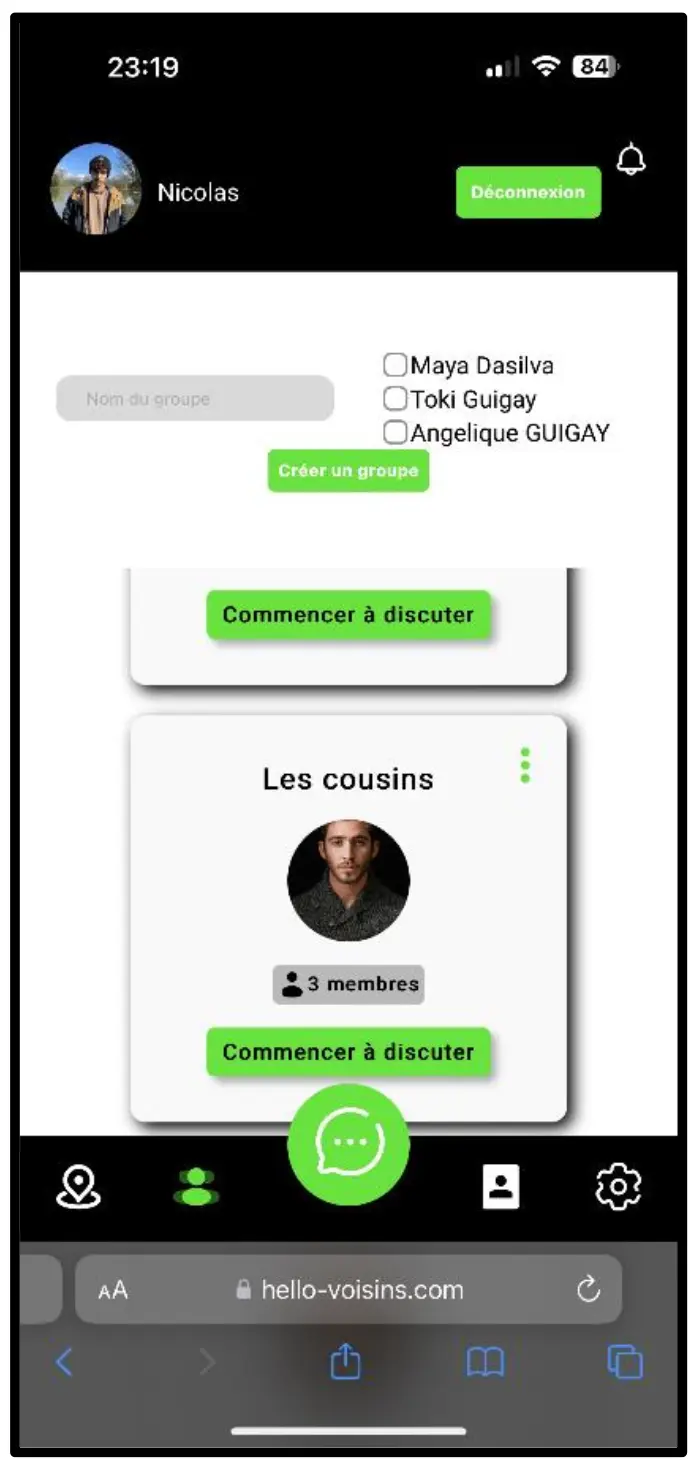 23:19
84
Nicolas
Déconnexion
Maya Dasilva
Nom du groupe
Toki Guigay
Angelique GUIGAY
Créer un groupe
Commencer à discuter
Les cousins
3 membres
Commencer à discuter
AA
hello-voisins.com